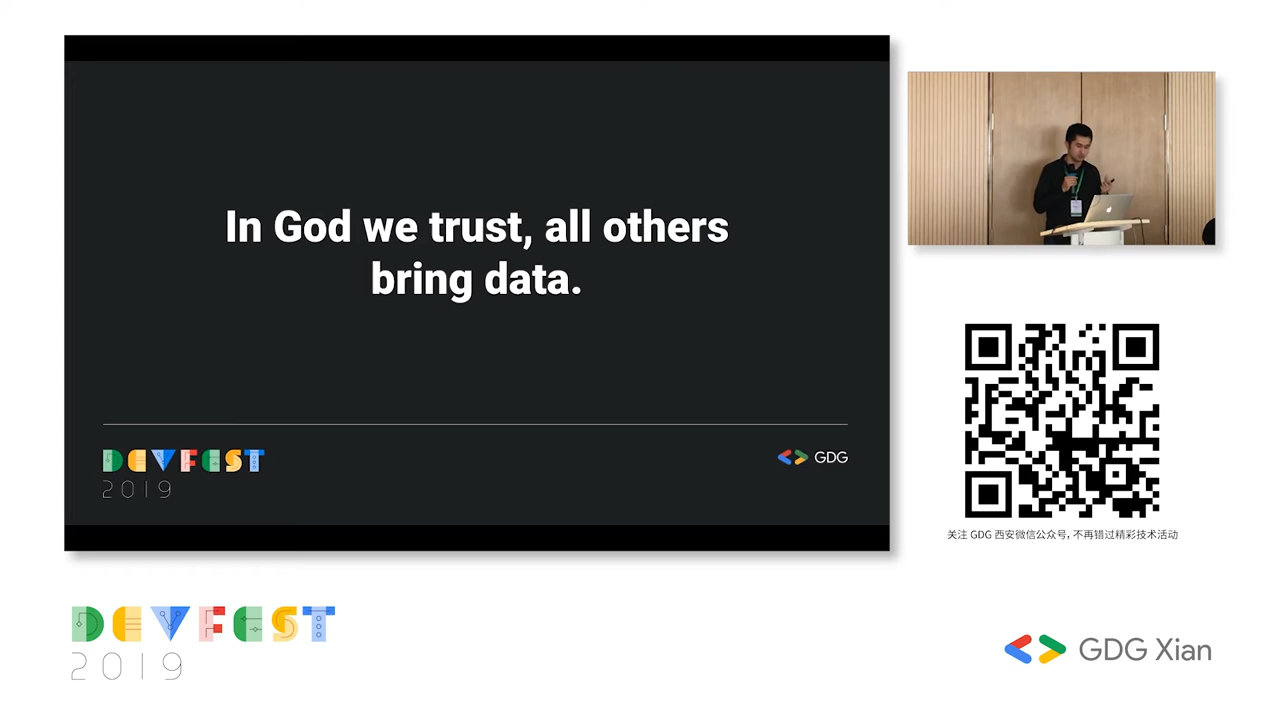 In God we trust, all others
bring data.
DEVFEST
2019
GDG
关注 GDG 西安微信公众号, 不再错过精彩技术活动
DEVFEST
2019
GDG Xian